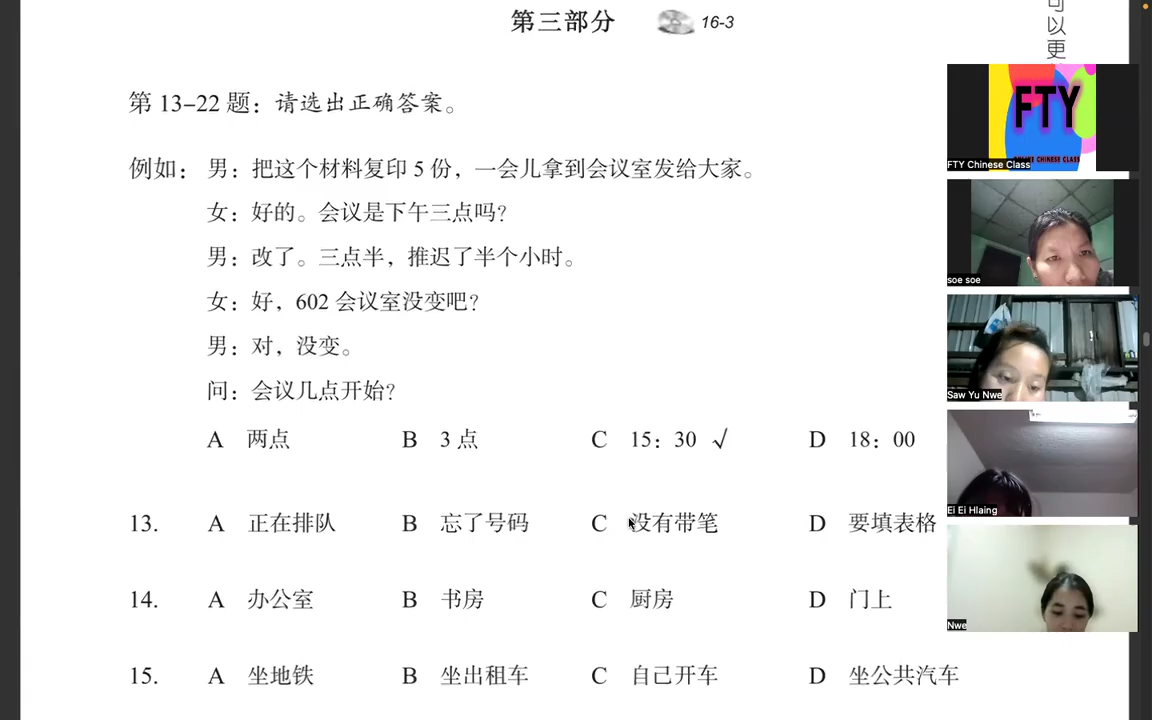 第三部分 16-3
可以更
第 13–22 题：请选出正确答案。
例如：男：把这个材料复印 5 份，一会儿拿到会议室发给大家。
女：好的。会议是下午三点吗？
男：改了。三点半，推迟了半个小时。
女：好，602 会议室没变吧？
男：对，没变。
问：会议几点开始？
A 两点 B 3 点 C 15：30 √ D 18：00
13. A 正在排队 B 忘了号码 C 没有带笔 D 要填表格
14. A 办公室 B 书房 C 厨房 D 门上
15. A 坐地铁 B 坐出租车 C 自己开车 D 坐公共汽车
FTY
CHINESE CLASS
FTY Chinese Class
soe soe
Saw Yu Nwe
Ei Ei Hlaing
Nwe